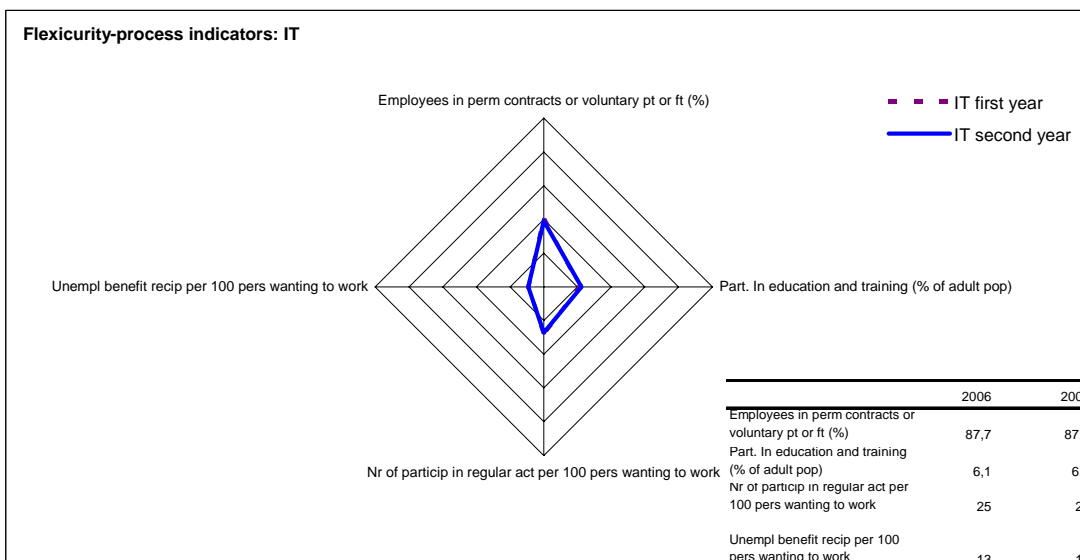 Flexicurity-process indicators: IT
Employees in perm contracts or voluntary pt or ft (%)
IT first year
IT second year
Unempl benefit recip per 100 pers wanting to work
Part. In education and training (% of adult pop)
Nr of particip in regular act per 100 pers wanting to work
2006
Employees in perm contracts or
voluntary pt or ft (%) 87,7
Part. In education and training
(% of adult pop) 6,1
Nr of particip in regular act per
100 pers wanting to work 25
Unempl benefit recip per 100
pers wanting to work 13